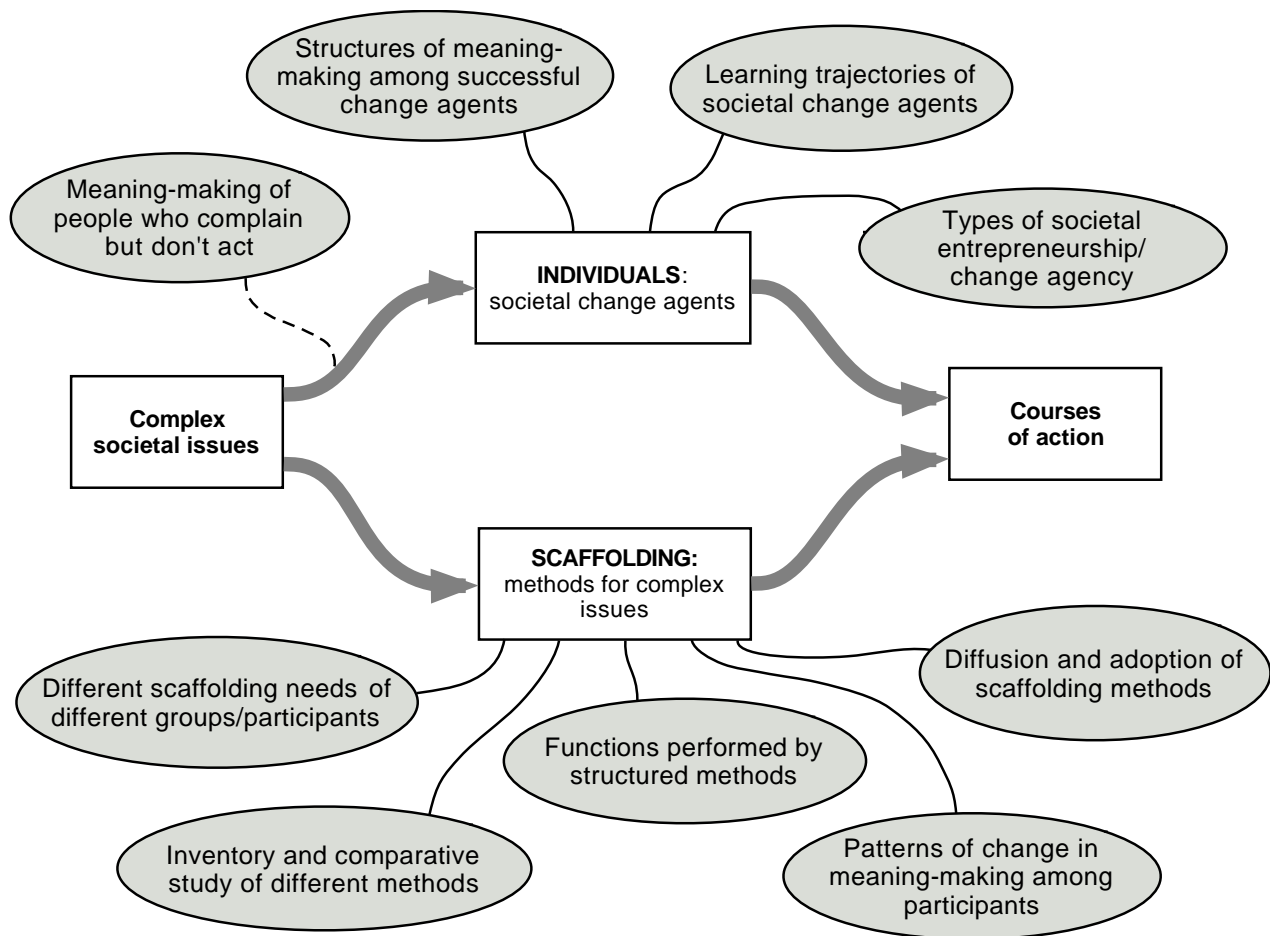 Structures of meaning-
making among successful
change agents
Learning trajectories of
societal change agents
Meaning-making of
people who complain
but don't act
Types of societal
entrepreneurship/
change agency
INDIVIDUALS:
societal change agents
Complex
societal issues
Courses
of action
SCAFFOLDING:
methods for complex
issues
Different scaffolding needs of
different groups/participants
Diffusion and adoption of
scaffolding methods
Functions performed by
structured methods
Inventory and comparative
study of different methods
Patterns of change in
meaning-making among
participants